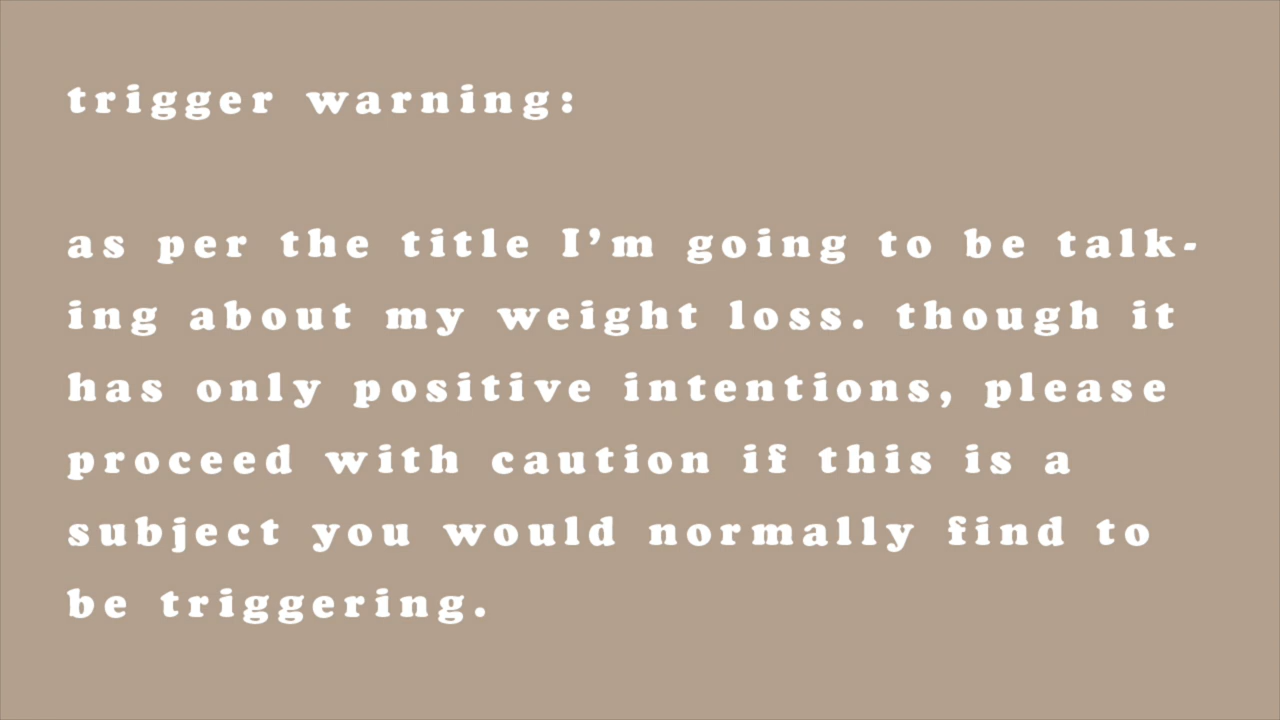 trigger warning:
as per the title I’m going to be talk-
ing about my weight loss. though it
has only positive intentions, please
proceed with caution if this is a
subject you would normally find to
be triggering.